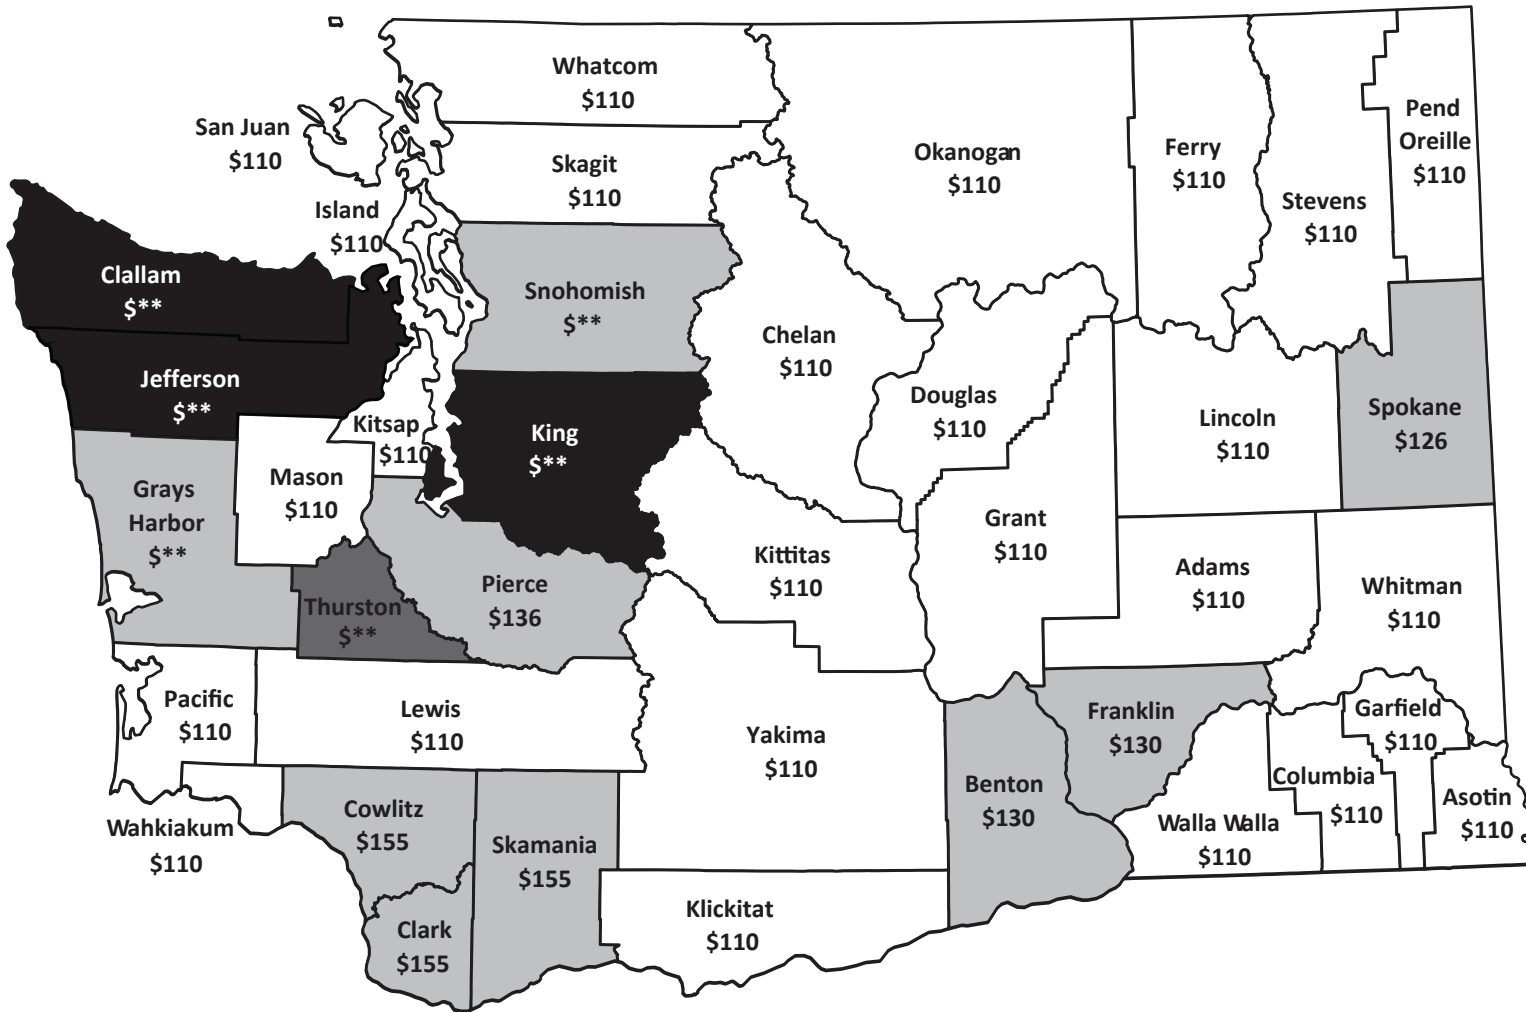 Whatcom
$110
San Juan
$110
Skagit
$110
Island
$110
Okanogan
$110
Ferry
$110
Stevens
$110
Pend
Oreille
$110
Clallam
$**
Snohomish
$**
Chelan
$110
Jefferson
$**
Kitsap
$110
King
$**
Douglas
$110
Lincoln
$110
Spokane
$126
Grays
Harbor
$**
Mason
$110
Grant
$110
Kittitas
$110
Adams
$110
Whitman
$110
Thurston
$**
Pierce
$136
Pacific
$110
Lewis
$110
Yakima
$110
Franklin
$130
Garfield
$110
Benton
$130
Columbia
$110
Asotin
$110
Wahkiakum
$110
Cowlitz
$155
Skamania
$155
Walla Walla
$110
Clark
$155
Klickitat
$110